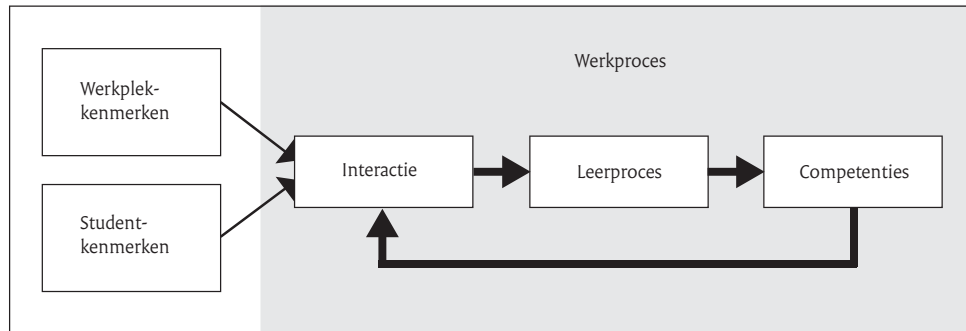 Werkproces
Werkplek-
kenmerken
Interactie
Leerproces
Competenties
Student-
kenmerken